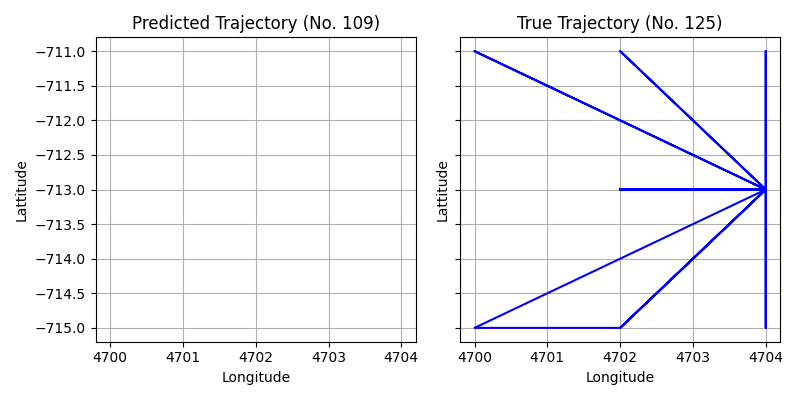 Predicted Trajectory (No. 109)
True Trajectory (No. 125)
Lattitude
−711.0
−711.5
−712.0
−712.5
−713.0
−713.5
−714.0
−714.5
−715.0
4700 4701 4702 4703 4704
Longitude
Lattitude
4700 4701 4702 4703 4704
Longitude